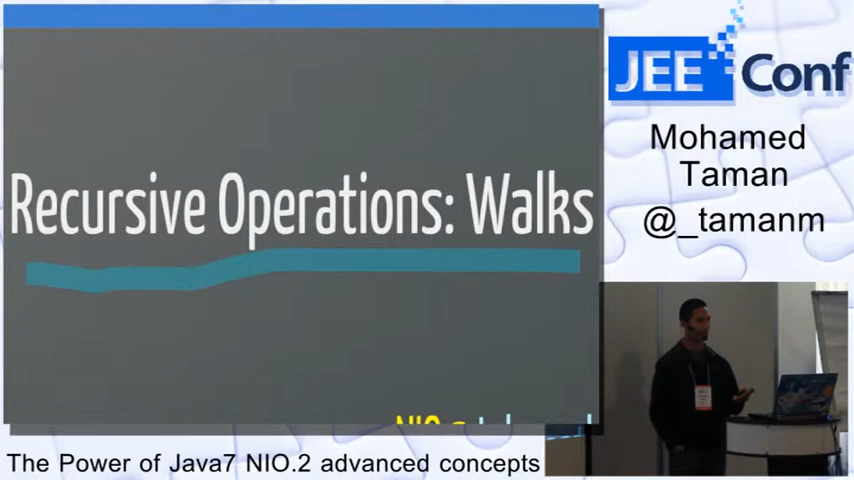 Recursive Operations: Walks
JEE Conf
Mohamed
Taman
@_tamanm
The Power of Java7 NIO.2 advanced concepts